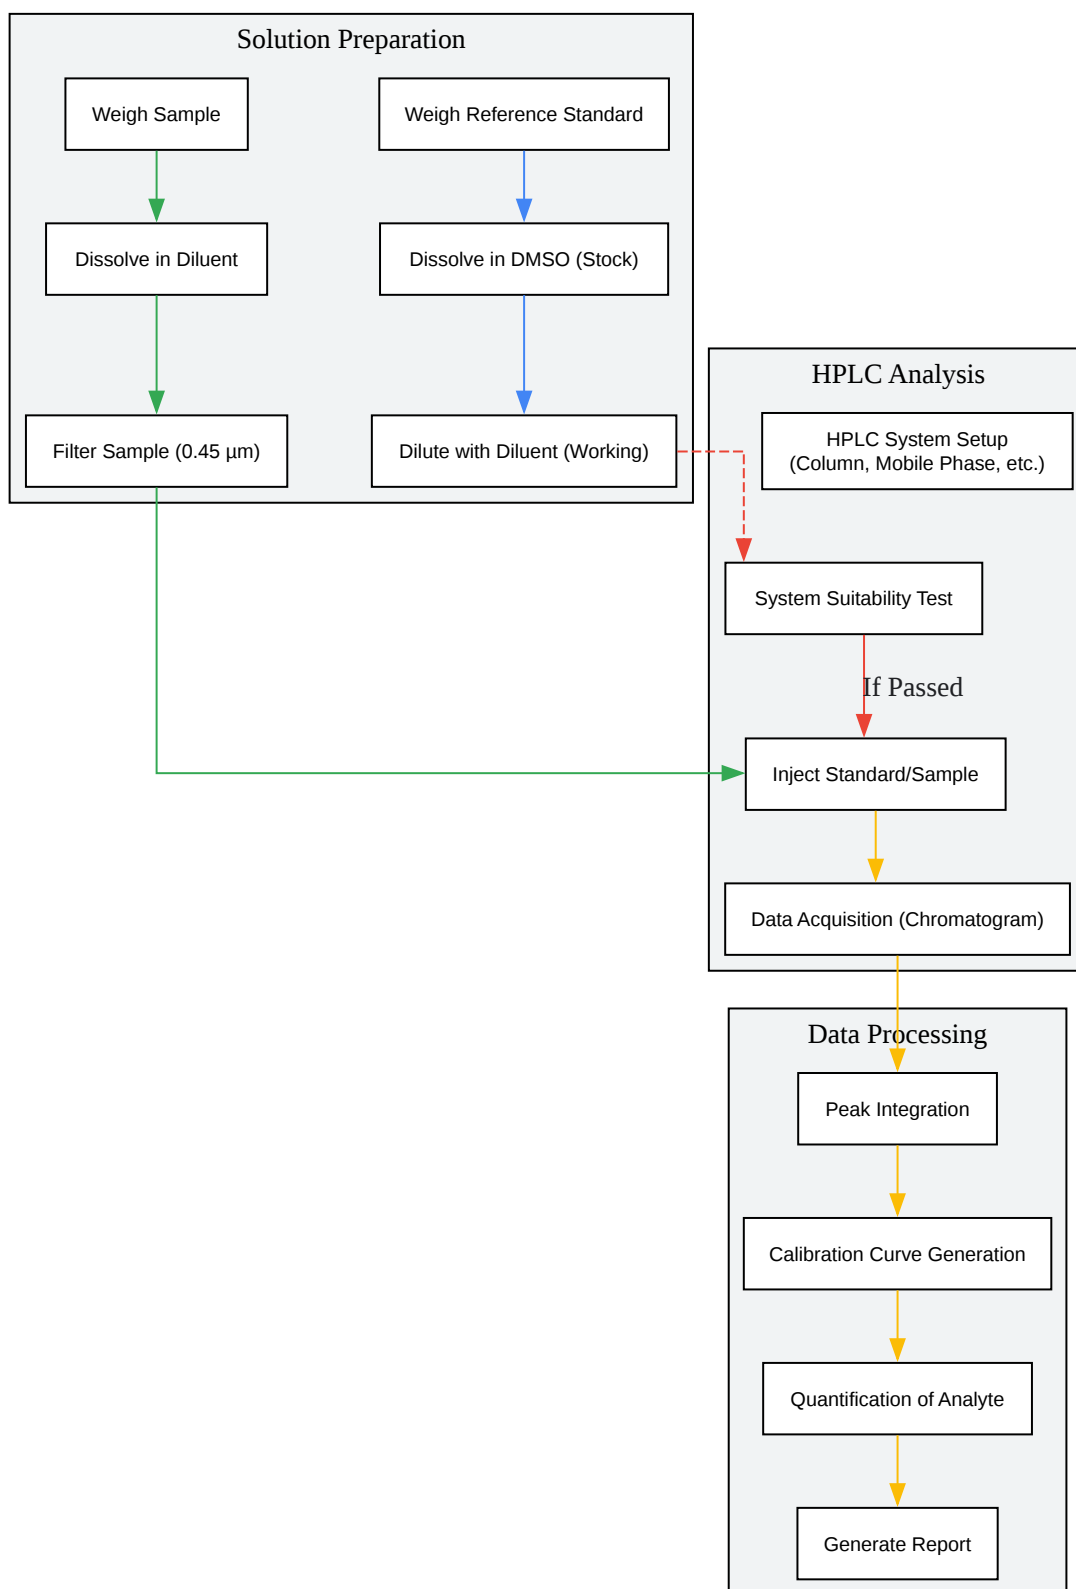 Solution Preparation
Weigh Sample
Weigh Reference Standard
Dissolve in Diluent
Dissolve in DMSO (Stock)
Filter Sample (0.45 µm)
Dilute with Diluent (Working)
HPLC Analysis
HPLC System Setup
(Column, Mobile Phase, etc.)
System Suitability Test
If Passed
Inject Standard/Sample
Data Acquisition (Chromatogram)
Data Processing
Peak Integration
Calibration Curve Generation
Quantification of Analyte
Generate Report